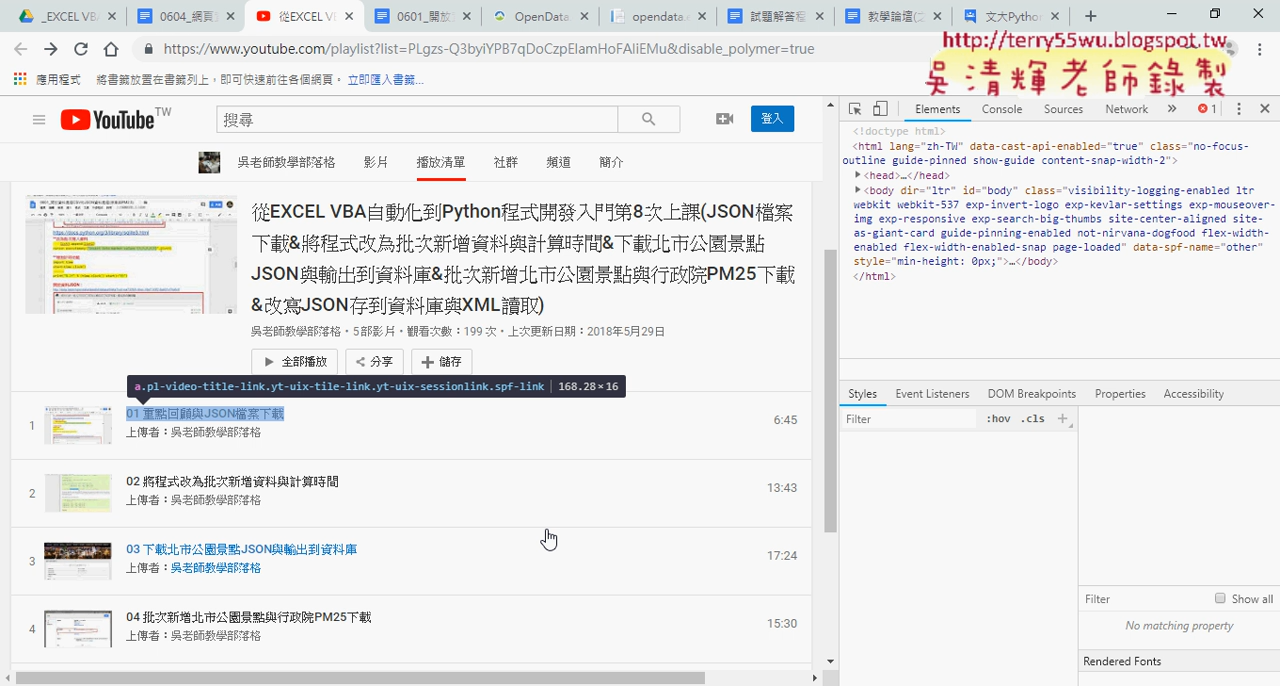 _EXCEL VB
0604_網頁
從EXCEL V
0601_開放
OpenData
opendata.
試題解答程
教學論壇(之
文大Python
https://www.youtube.com/playlist?list=PLgzs-Q3byiYPB7qDoCzpElamHoFAIiEMu&disable_polymer=true
http://terry55wu.blogspot.tw
吳清輝老師錄製
應用程式
將書籤放置在書籤列上,即可快速前往各個網頁。
立即匯入書籤...
YouTube TW
搜尋
登入
吳老師教學部落格
影片
播放清單
社群
頻道
簡介
從EXCEL VBA自動化到Python程式開發入門第8次上課(JSON檔案
下載&將程式改為批次新增資料與計算時間&下載北市公園景點
JSON與輸出到資料庫&批次新增北市公園景點與行政院PM25下載
&改為JSON存到資料庫與XML讀取)
吳老師教學部落格・5 部影片・觀看次數:199 次・上次更新日期:2018年5月29日
全部播放
分享
儲存
a.pl-video-title-link.yt-uix-tile-link.yt-uix-sessionlink.spf-link | 168.28×16
1
01 重點回顧與JSON檔案下載
上傳者:吳老師教學部落格
6:45
2
02 將程式改為批次新增資料與計算時間
上傳者:吳老師教學部落格
13:43
3
03 下載北市公園景點JSON與輸出到資料庫
上傳者:吳老師教學部落格
17:24
4
04 批次新增北市公園景點與行政院PM25下載
上傳者:吳老師教學部落格
15:30
Elements
Console
Sources
Network
»
1
<!doctype html>
<html lang="zh-TW" data-cast-api-enabled="true" class="no-focus-
outline guide-pinned show-guide content-snap-width-2">
<head>…</head>
<body dir="ltr" id="body" class="visibility-logging-enabled ltr
webkit webkit-537 exp-invert-logo exp-kevlar-settings exp-mouseover-
img exp-responsive exp-search-big-thumbs site-center-aligned site-
as-giant-card guide-pinning-enabled not-nirvana-dogfood flex-width-
enabled flex-width-enabled-snap page-loaded" data-spf-name="other"
style="min-height: 0px;">…</body>
</html>
Styles
Event Listeners
DOM Breakpoints
Properties
Accessibility
Filter
:hov
.cls
Filter
Show all
No matching property
Rendered Fonts